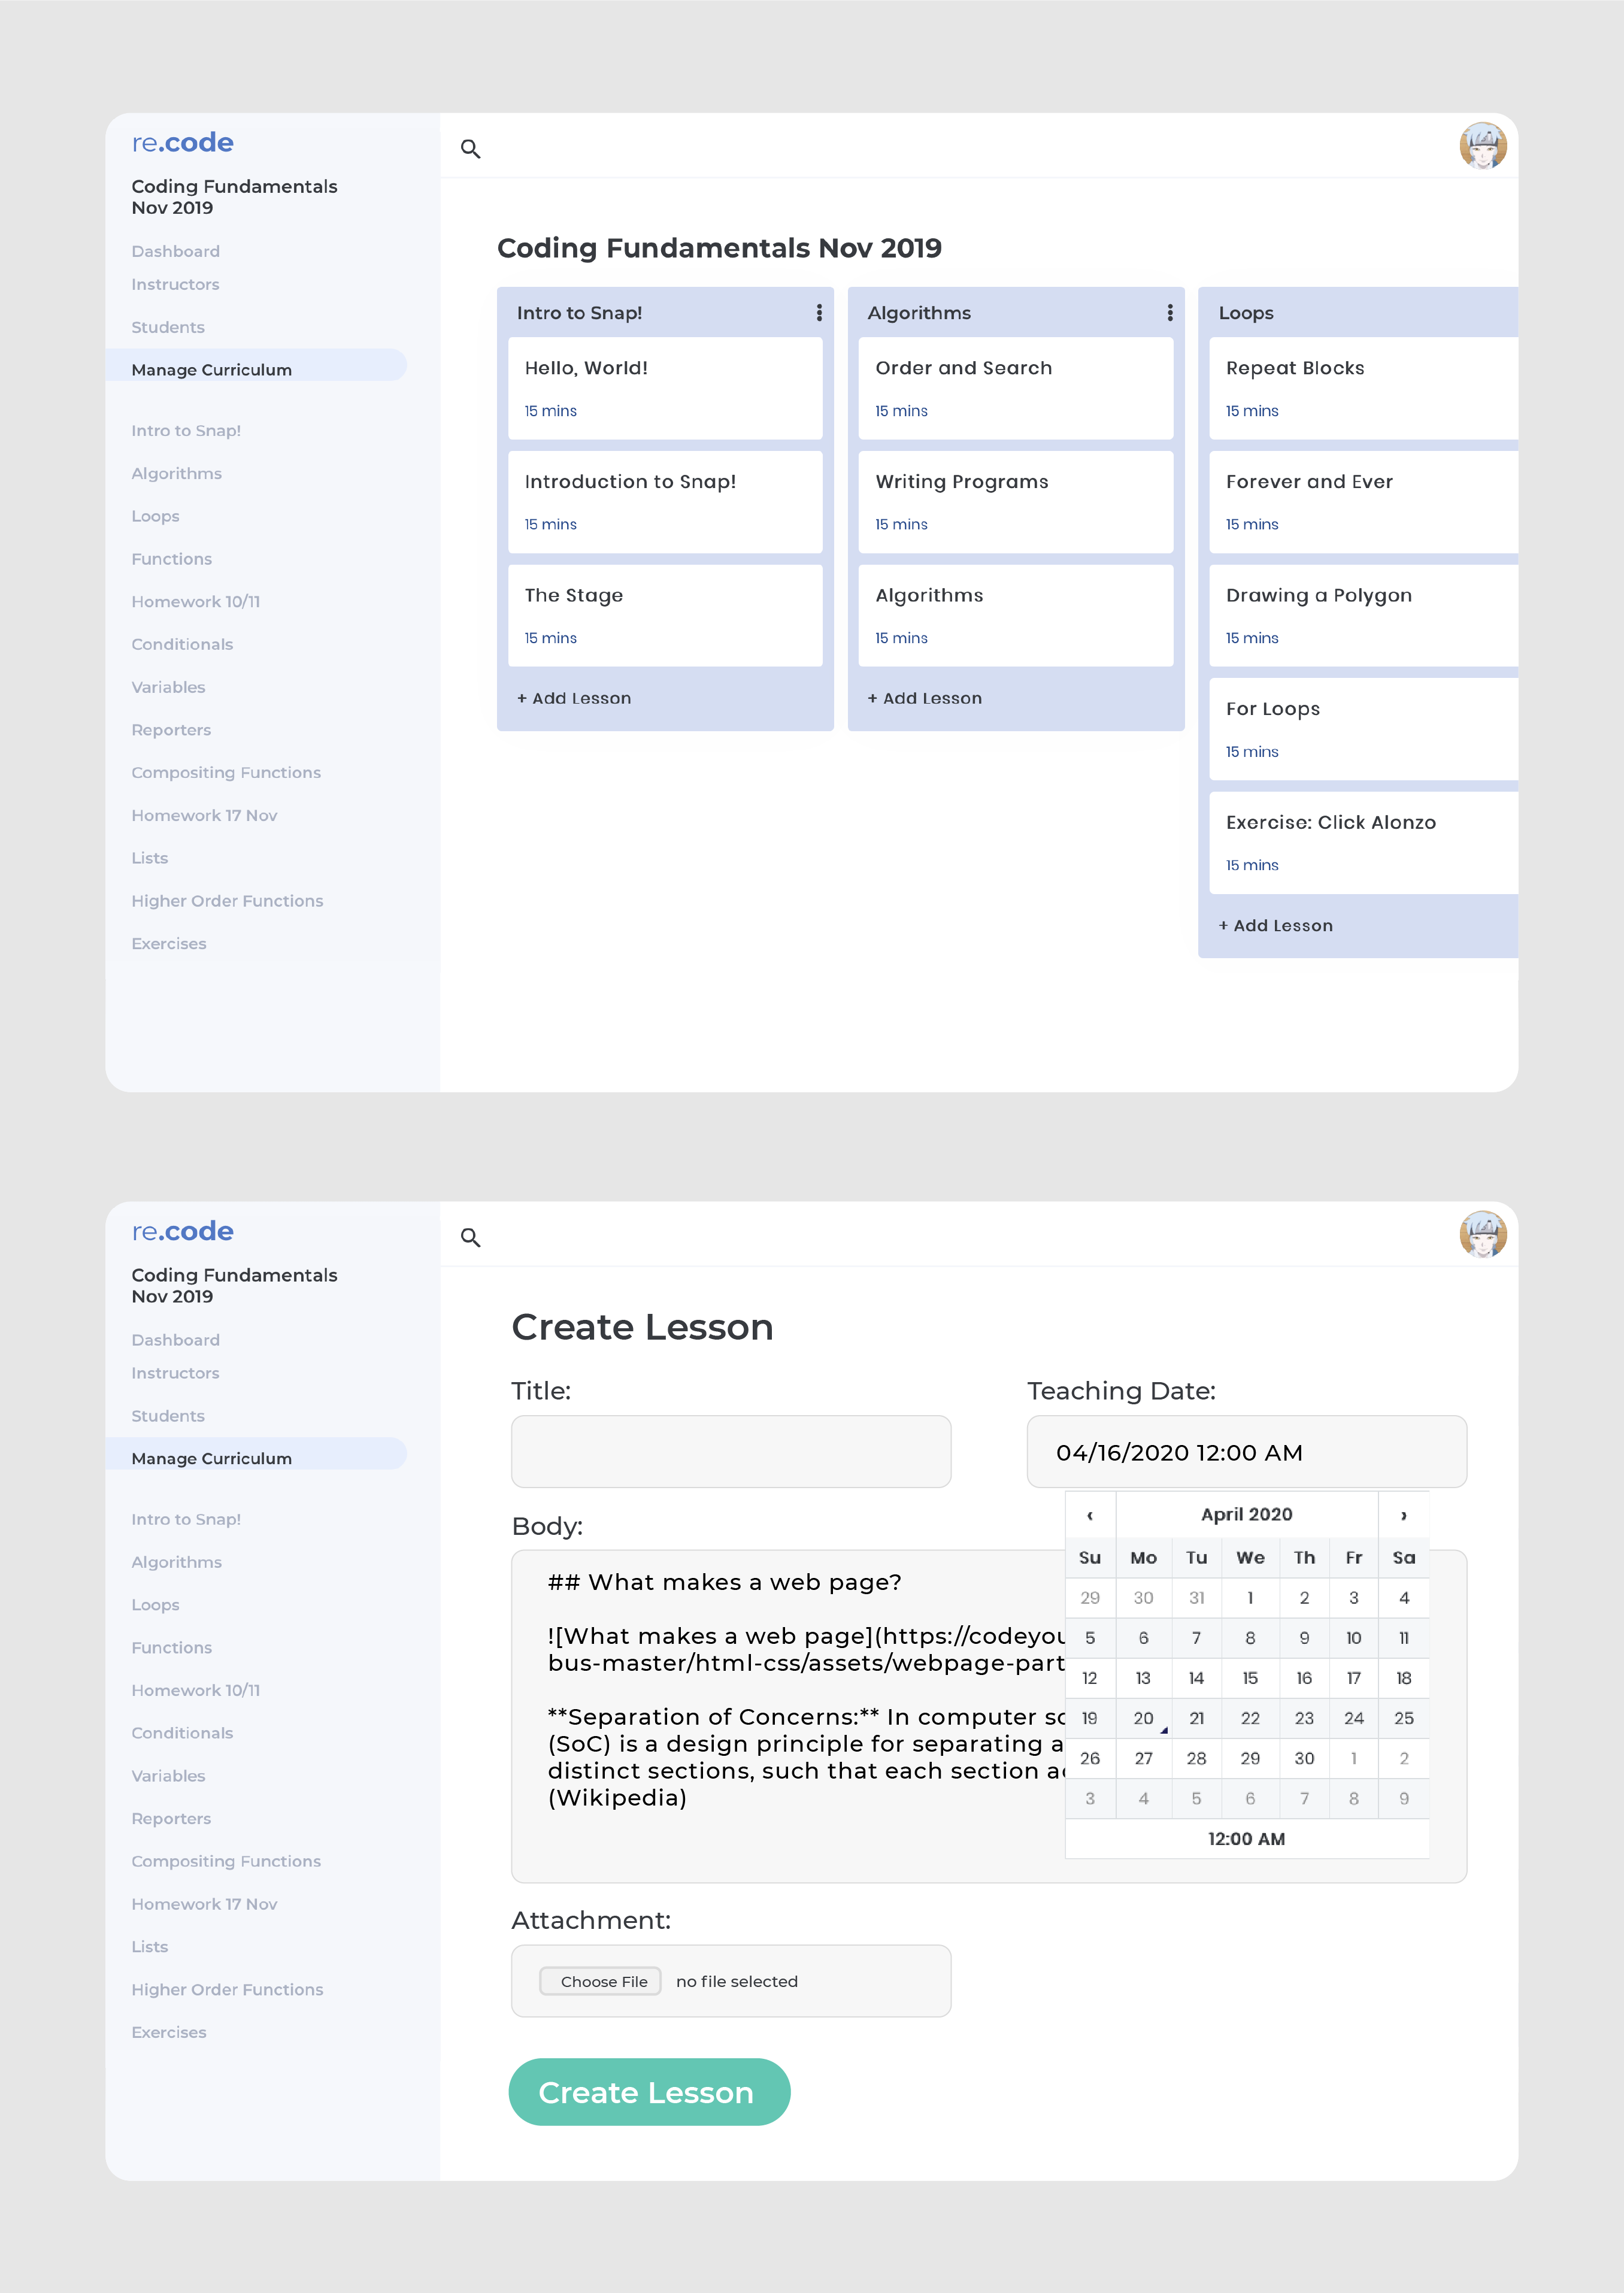 re.code
Coding Fundamentals
Nov 2019
Dashboard
Instructors
Students
Manage Curriculum
Intro to Snap!
Algorithms
Loops
Functions
Homework 10/11
Conditionals
Variables
Reporters
Compositing Functions
Homework 17 Nov
Lists
Higher Order Functions
Exercises
Coding Fundamentals Nov 2019
Intro to Snap!
Hello, World!
15 mins
Introduction to Snap!
15 mins
The Stage
15 mins
+ Add Lesson
Algorithms
Order and Search
15 mins
Writing Programs
15 mins
Algorithms
15 mins
+ Add Lesson
Loops
Repeat Blocks
15 mins
Forever and Ever
15 mins
Drawing a Polygon
15 mins
For Loops
15 mins
Exercise: Click Alonzo
15 mins
+ Add Lesson
re.code
Coding Fundamentals
Nov 2019
Dashboard
Instructors
Students
Manage Curriculum
Intro to Snap!
Algorithms
Loops
Functions
Homework 10/11
Conditionals
Variables
Reporters
Compositing Functions
Homework 17 Nov
Lists
Higher Order Functions
Exercises
Create Lesson
Title:
Teaching Date:
04/16/2020 12:00 AM
‹ April 2020 ›
Su Mo Tu We Th Fr Sa
29 30 31 1 2 3 4
5 6 7 8 9 10 11
12 13 14 15 16 17 18
19 20 21 22 23 24 25
26 27 28 29 30 1 2
3 4 5 6 7 8 9
12:00 AM
Body:
## What makes a web page?
![What makes a web page](https://codeyou
bus-master/html-css/assets/webpage-part
**Separation of Concerns:** In computer sc
(SoC) is a design principle for separating a
distinct sections, such that each section a
(Wikipedia)
Attachment:
Choose File no file selected
Create Lesson